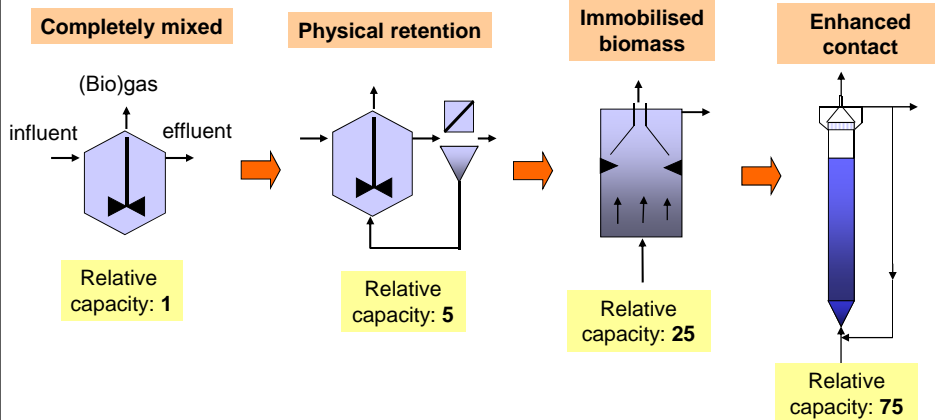 Completely mixed
Physical retention
Immobilised
biomass
Enhanced
contact
(Bio)gas
influent
effluent
Relative
capacity: 1
Relative
capacity: 5
Relative
capacity: 25
Relative
capacity: 75